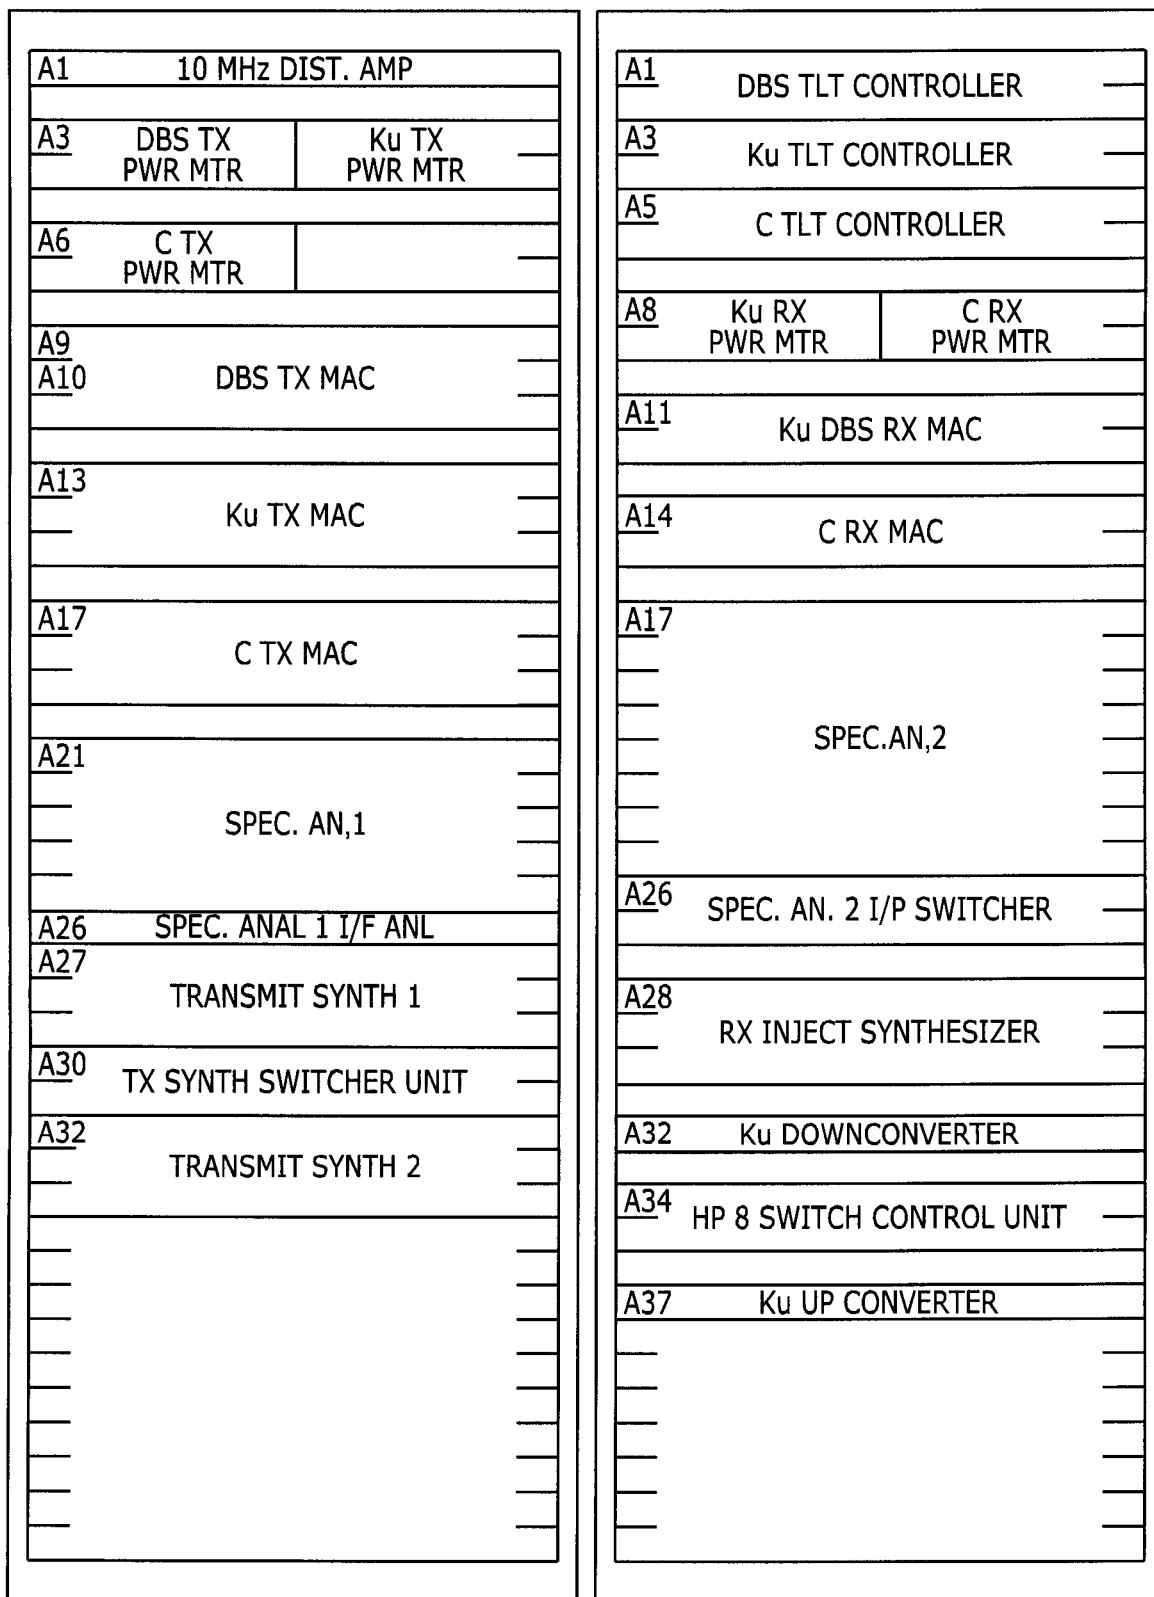 A1 10 MHz DIST. AMP
A3 DBS TX Ku TX
PWR MTR PWR MTR
A6 C TX
PWR MTR
A9
A10 DBS TX MAC
A13
Ku TX MAC
A17
C TX MAC
A21
SPEC. AN,1
A26 SPEC. ANAL 1 I/F ANL
A27
TRANSMIT SYNTH 1
A30
TX SYNTH SWITCHER UNIT
A32
TRANSMIT SYNTH 2
A1
DBS TLT CONTROLLER
A3
Ku TLT CONTROLLER
A5
C TLT CONTROLLER
A8 Ku RX C RX
PWR MTR PWR MTR
A11
Ku DBS RX MAC
A14
C RX MAC
A17
SPEC.AN,2
A26
SPEC. AN. 2 I/P SWITCHER
A28
RX INJECT SYNTHESIZER
A32 Ku DOWNCONVERTER
A34
HP 8 SWITCH CONTROL UNIT
A37 Ku UP CONVERTER